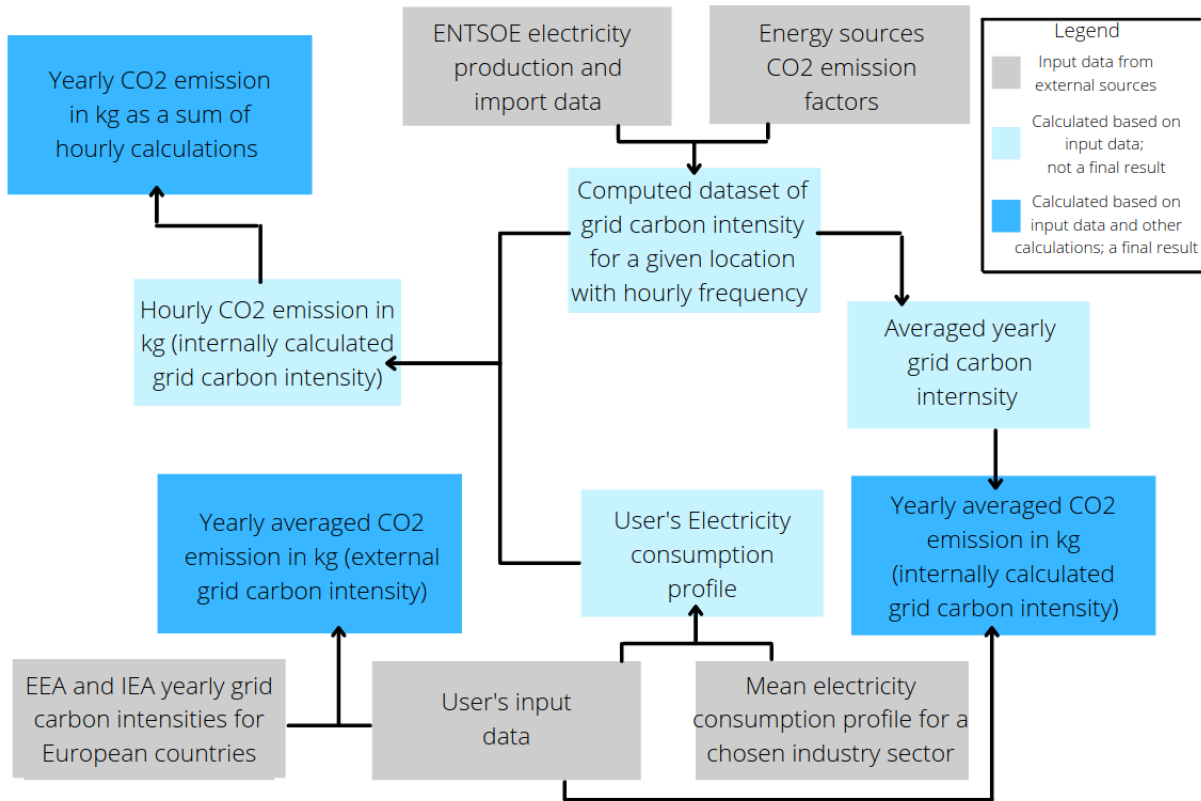 Yearly CO2 emission
in kg as a sum of
hourly calculations
ENTSOE electricity
production and
import data
Energy sources
CO2 emission
factors
Legend
Input data from
external sources
Calculated based on
input data;
not a final result
Calculated based on
input data and other
calculations; a final result
Computed dataset of
grid carbon intensity
for a given location
with hourly frequency
Hourly CO2 emission in
kg (internally calculated
grid carbon intensity)
Averaged yearly
grid carbon
internsity
Yearly averaged CO2
emission in kg (external
grid carbon intensity)
User's Electricity
consumption
profile
Yearly averaged CO2
emission in kg
(internally calculated
grid carbon intensity)
EEA and IEA yearly grid
carbon intensities for
European countries
User's input
data
Mean electricity
consumption profile for a
chosen industry sector